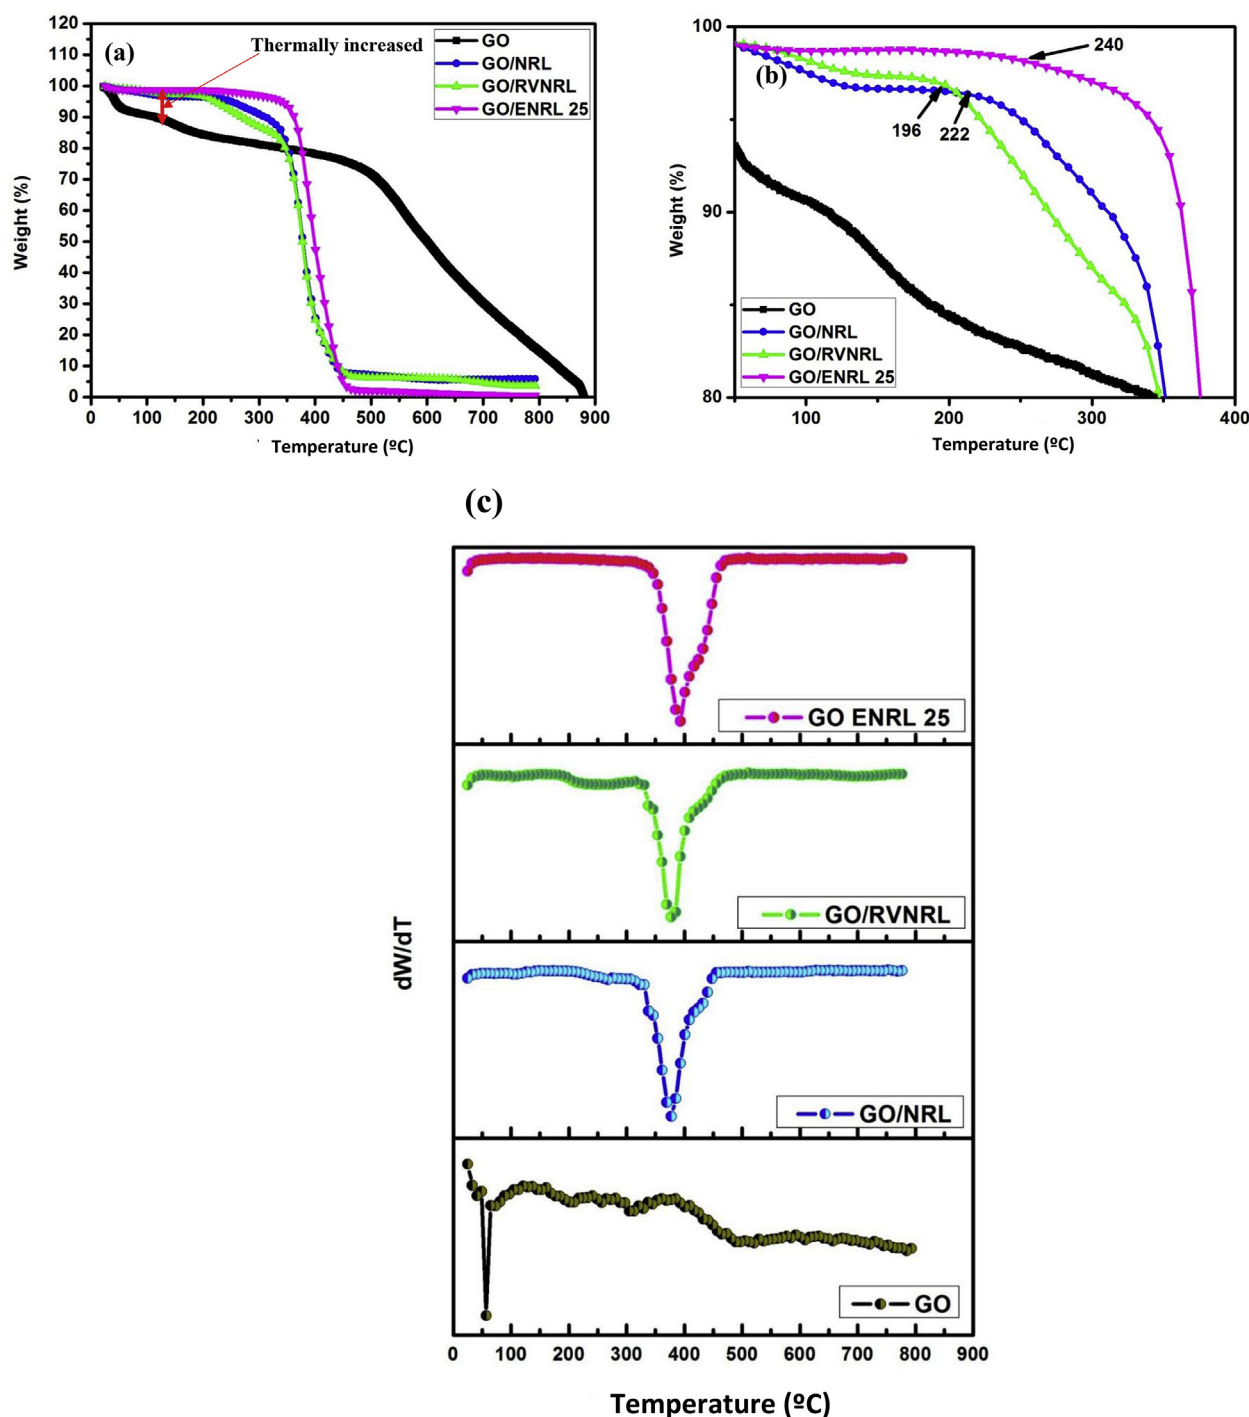 (a)
Thermally increased
GO
GO/NRL
GO/RVNRL
GO/ENRL 25
120
110
100
90
80
70
60
50
40
30
20
10
0
Weight (%)
0 100 200 300 400 500 600 700 800 900
Temperature (ºC)
(b)
100
90
80
Weight (%)
240
196
222
GO
GO/NRL
GO/RVNRL
GO/ENRL 25
100 200 300 400
Temperature (ºC)
(c)
GO ENRL 25
GO/RVNRL
GO/NRL
GO
dW/dT
0 100 200 300 400 500 600 700 800 900
Temperature (ºC)